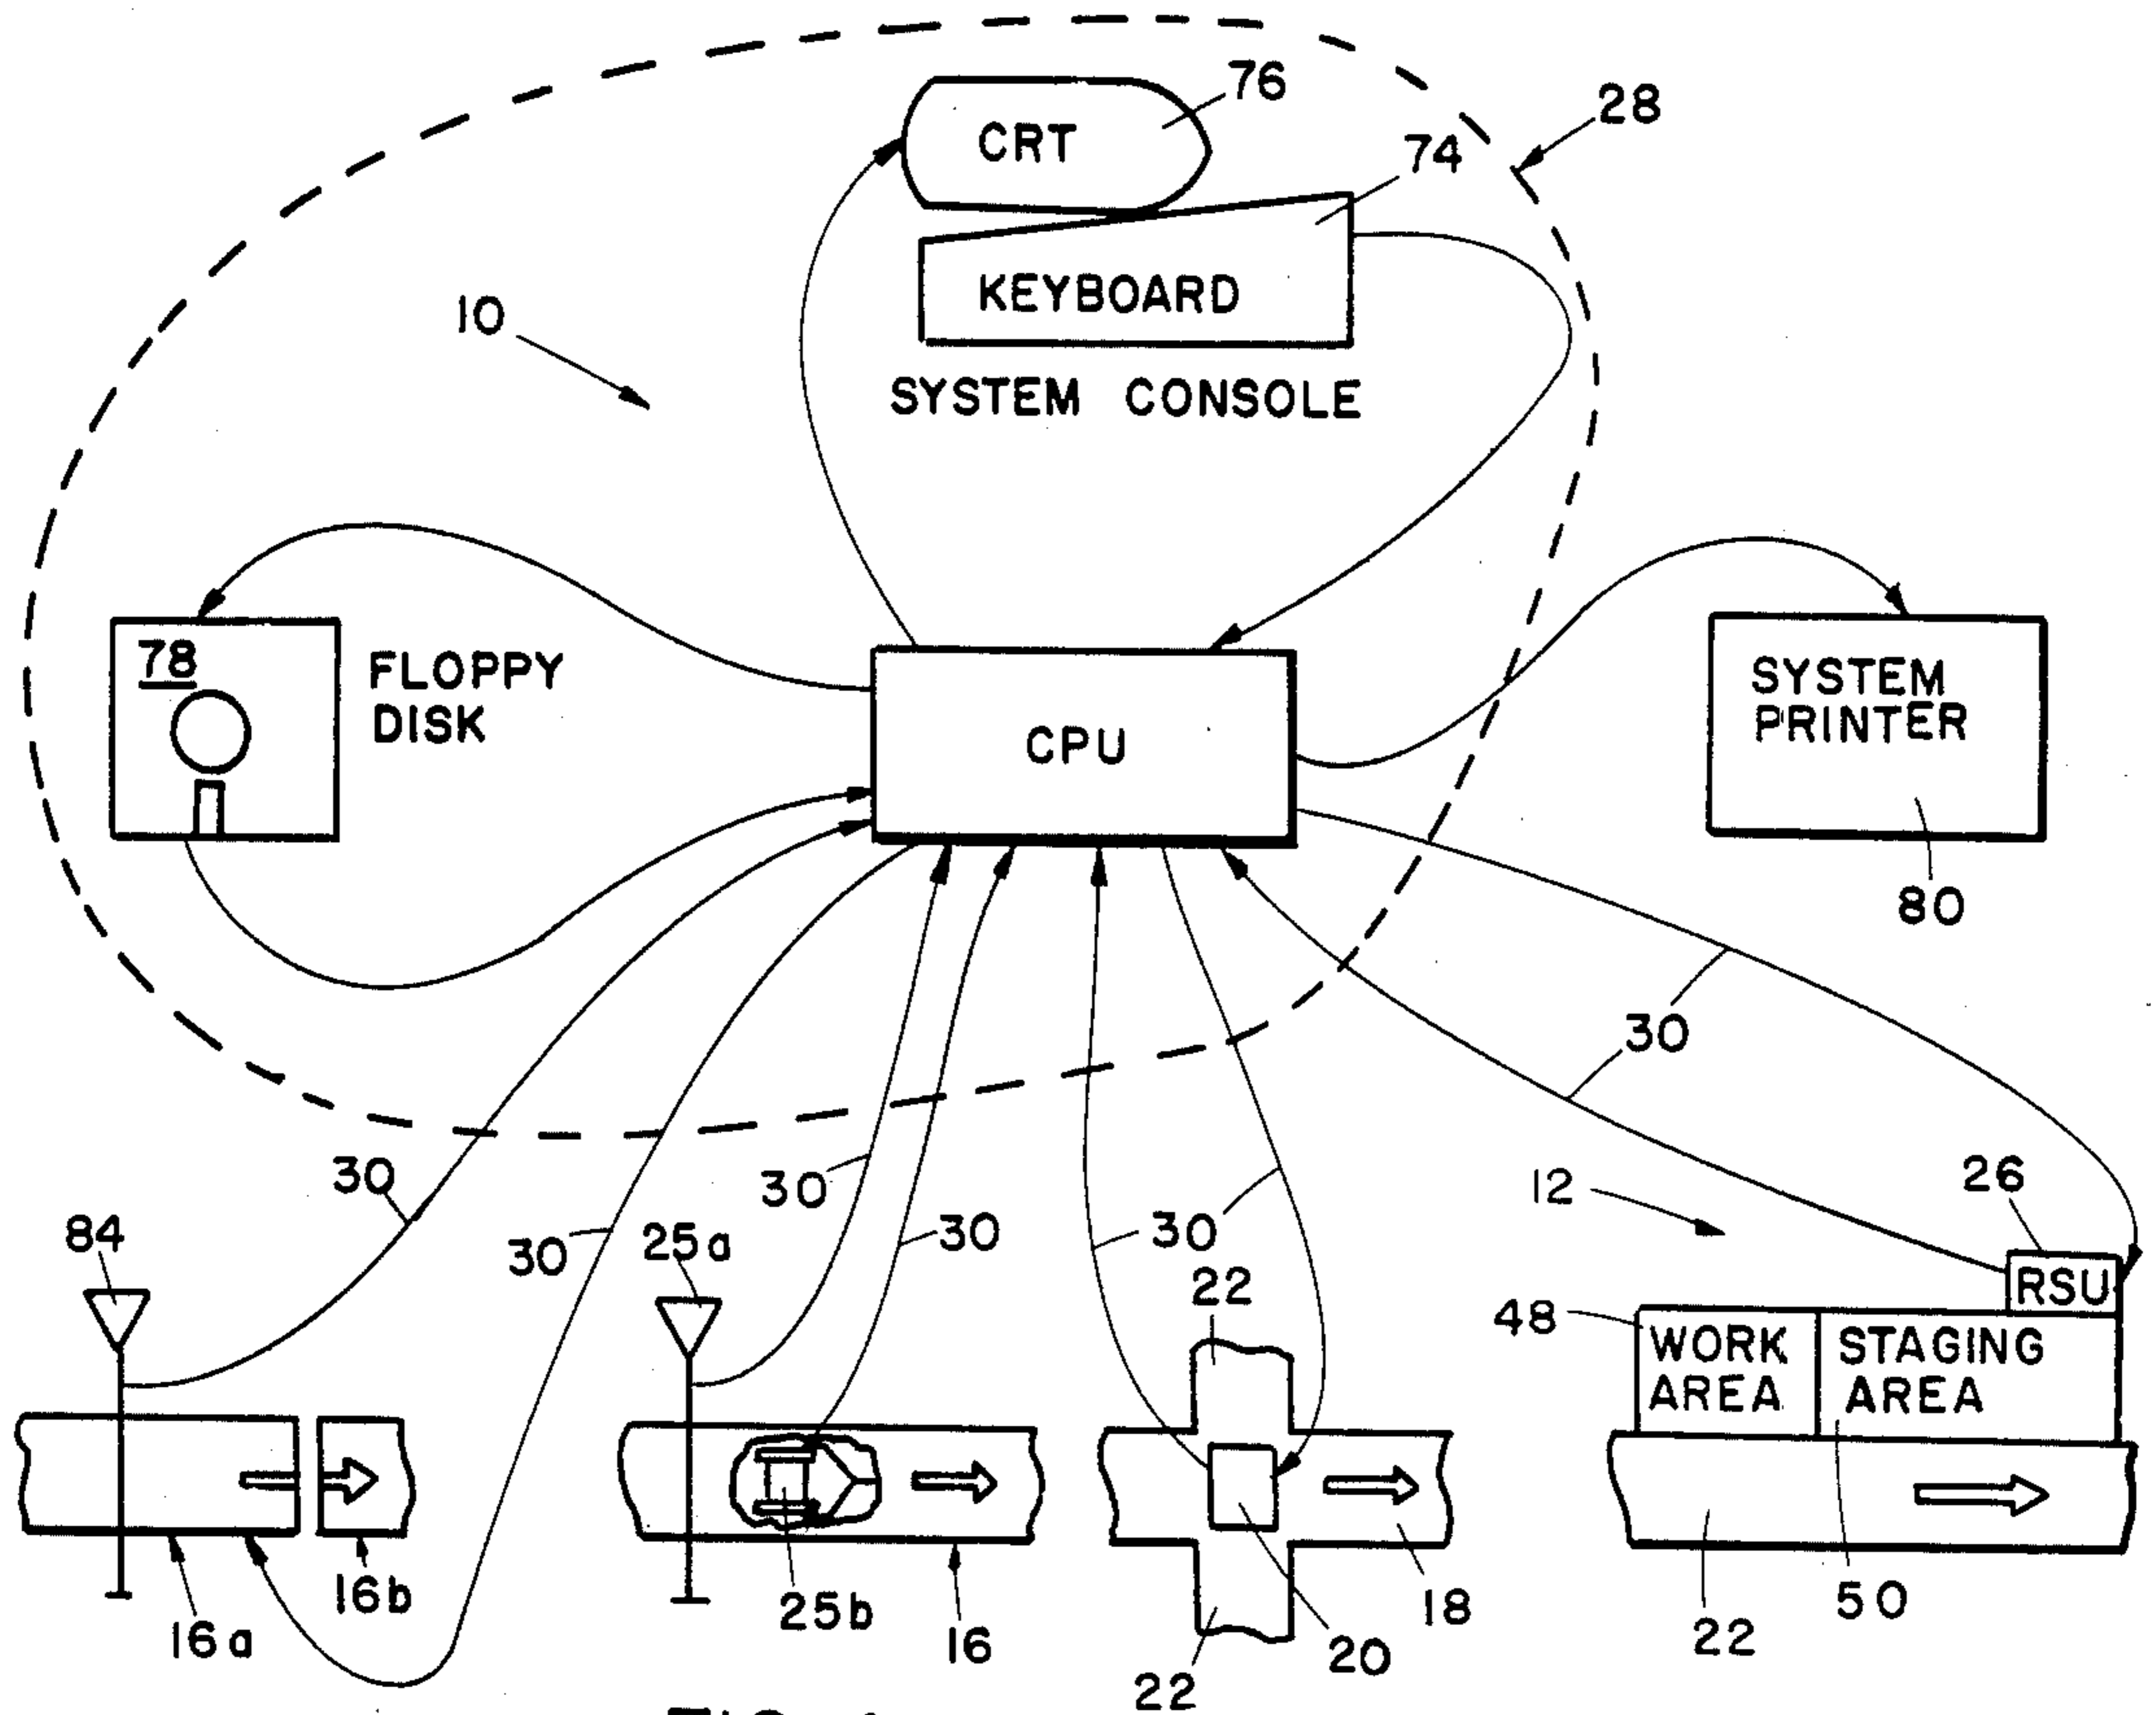 76
CRT
28
74
KEYBOARD
10
SYSTEM CONSOLE
78
FLOPPY
DISK
CPU
SYSTEM
PRINTER
80
30
30
30
30
30
30
12
26
84
25a
22
RSU
48
WORK
AREA
STAGING
AREA
16a
16b
25b
16
22
20
18
22
50